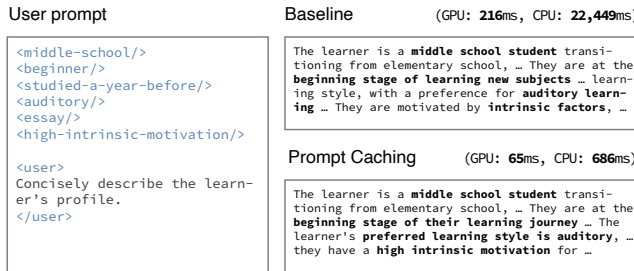 User prompt
<middle-school/>
<beginner/>
<studied-a-year-before/>
<auditory/>
<essay/>
<high-intrinsic-motivation/>
<user>
Concisely describe the learn-
er's profile.
</user>
Baseline (GPU: 216ms, CPU: 22,449ms)
The learner is a middle school student transi-
tioning from elementary school, … They are at the
beginning stage of learning new subjects … learn-
ing style, with a preference for auditory learn-
ing … They are motivated by intrinsic factors, …
Prompt Caching (GPU: 65ms, CPU: 686ms)
The learner is a middle school student transi-
tioning from elementary school, … They are at the
beginning stage of their learning journey … The
learner's preferred learning style is auditory, …
they have a high intrinsic motivation for …